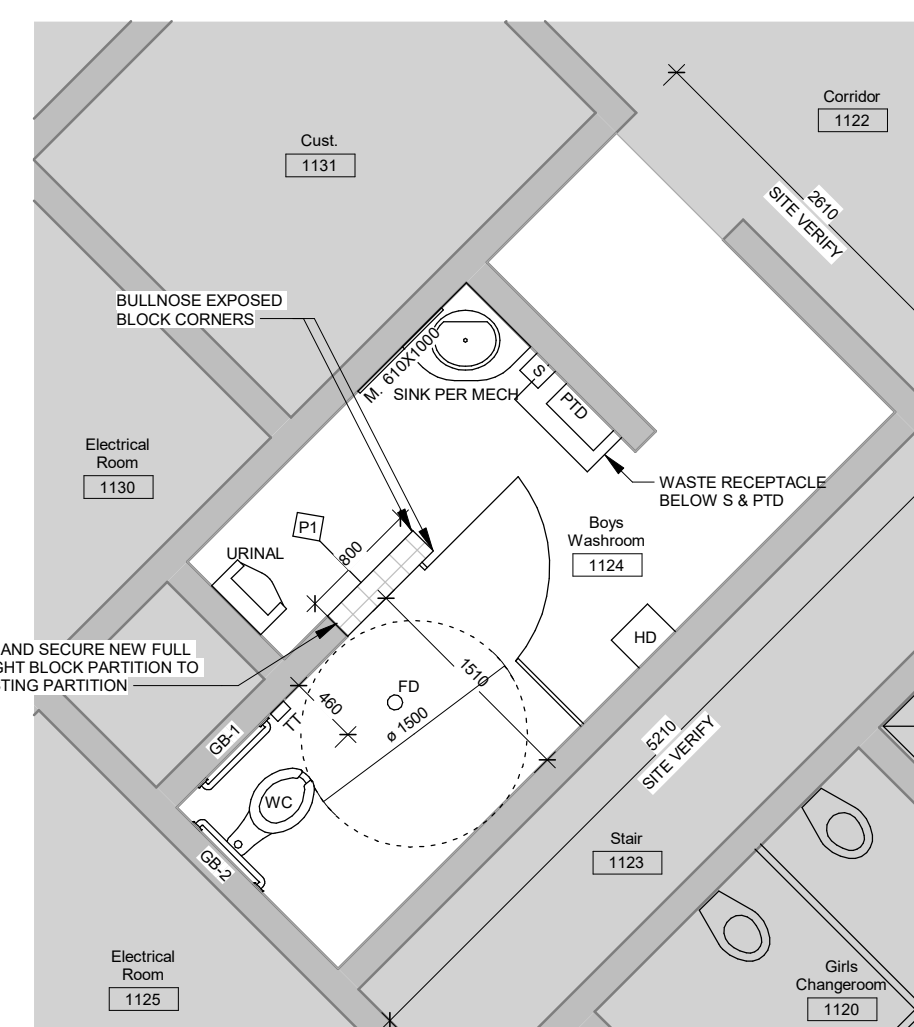 Corridor
1122
Cust.
1131
2610
SITE VERIFY
BULLNOSE EXPOSED
BLOCK CORNERS
M. 610X1000
SINK PER MECH
S
PTD
Electrical
Room
1130
WASTE RECEPTACLE
BELOW S & PTD
P1
800
URINAL
Boys
Washroom
1124
HD
AND SECURE NEW FULL
GHT BLOCK PARTITION TO
STING PARTITION
1510
FD
460
ø 1500
TT
GB-1
WC
GB-2
5210
SITE VERIFY
Stair
1123
Electrical
Room
1125
Girls
Changeroom
1120